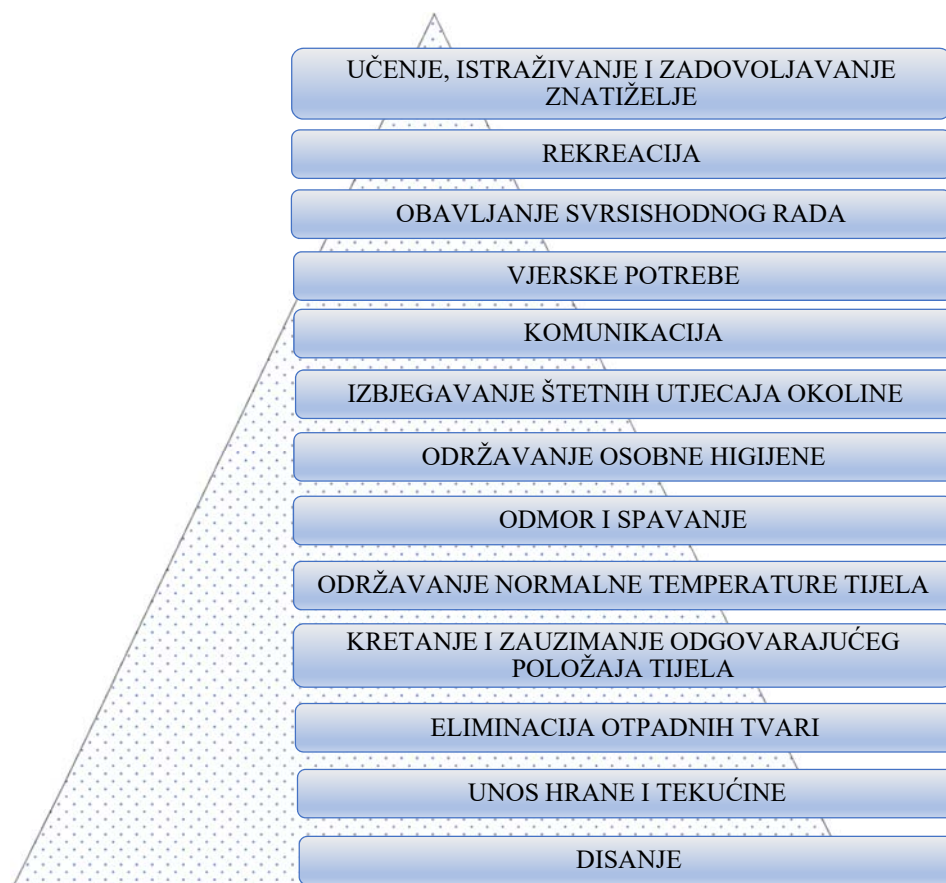 UČENJE, ISTRAŽIVANJE I ZADOVOLJAVANJE
ZNATIŽELJE
REKREACIJA
OBAVLJANJE SVRSISHODNOG RADA
VJERSKE POTREBE
KOMUNIKACIJA
IZBJEGAVANJE ŠTETNIH UTJECAJA OKOLINE
ODRŽAVANJE OSOBNE HIGIJENE
ODMOR I SPAVANJE
ODRŽAVANJE NORMALNE TEMPERATURE TIJELA
KRETANJE I ZAUZIMANJE ODGOVARAJUĆEG
POLOŽAJA TIJELA
ELIMINACIJA OTPADNIH TVARI
UNOS HRANE I TEKUĆINE
DISANJE